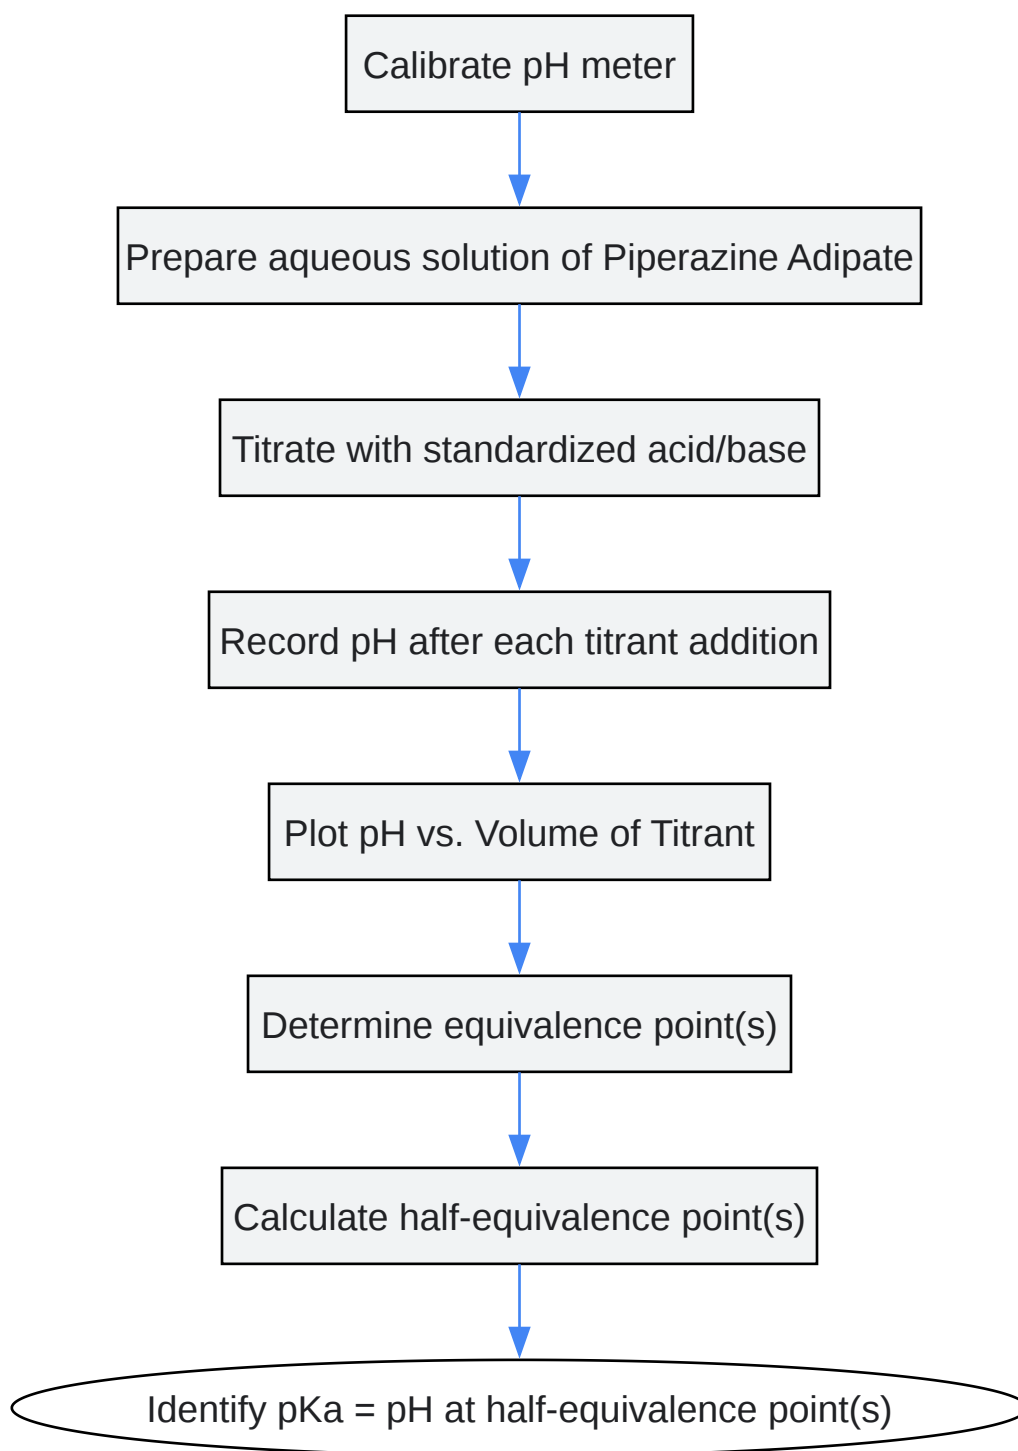 Calibrate pH meter
Prepare aqueous solution of Piperazine Adipate
Titrate with standardized acid/base
Record pH after each titrant addition
Plot pH vs. Volume of Titrant
Determine equivalence point(s)
Calculate half-equivalence point(s)
Identify pKa = pH at half-equivalence point(s)